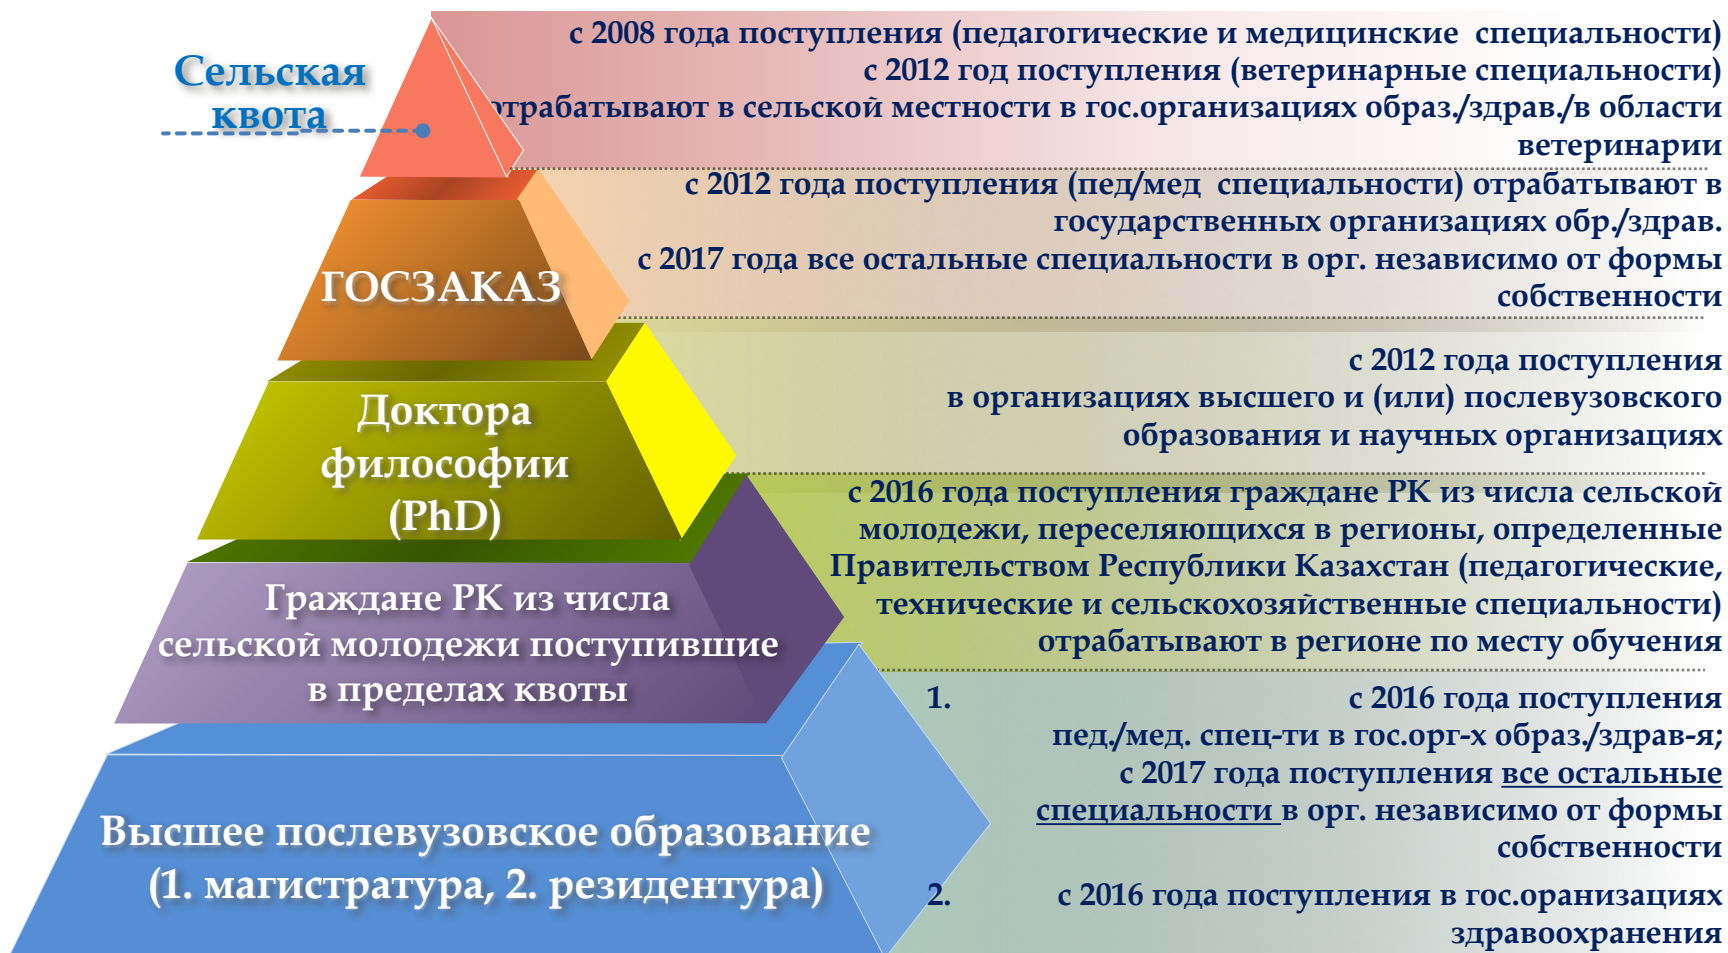 Сельская
квота
с 2008 года поступления (педагогические и медицинские специальности)
с 2012 год поступления (ветеринарные специальности)
отрабатывают в сельской местности в гос.организациях образ./здрав./в области
ветеринарии
ГОСЗАКАЗ
с 2012 года поступления (пед/мед специальности) отрабатывают в
государственных организациях обр./здрав.
с 2017 года все остальные специальности в орг. независимо от формы
собственности
Доктора
философии
(PhD)
с 2012 года поступления
в организациях высшего и (или) послевузовского
образования и научных организациях
Граждане РК из числа
сельской молодежи поступившие
в пределах квоты
с 2016 года поступления граждане РК из числа сельской
молодежи, переселяющихся в регионы, определенные
Правительством Республики Казахстан (педагогические,
технические и сельскохозяйственные специальности)
отрабатывают в регионе по месту обучения
Высшее послевузовское образование
(1. магистратура, 2. резидентура)
1. с 2016 года поступления
пед./мед. спец-ти в гос.орг-х образ./здрав-я;
с 2017 года поступления все остальные
специальности в орг. независимо от формы
собственности
2. с 2016 года поступления в гос.оранизациях
здравоохранения